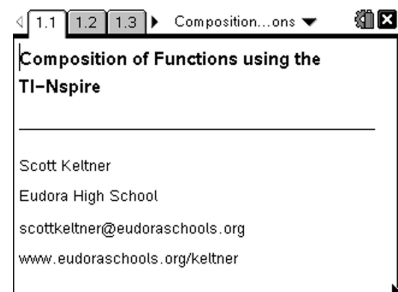 1.1 1.2 1.3 Composition...ons
Composition of Functions using the
TI-Nspire
Scott Keltner
Eudora High School
scottkeltner@eudoraschools.org
www.eudoraschools.org/keltner